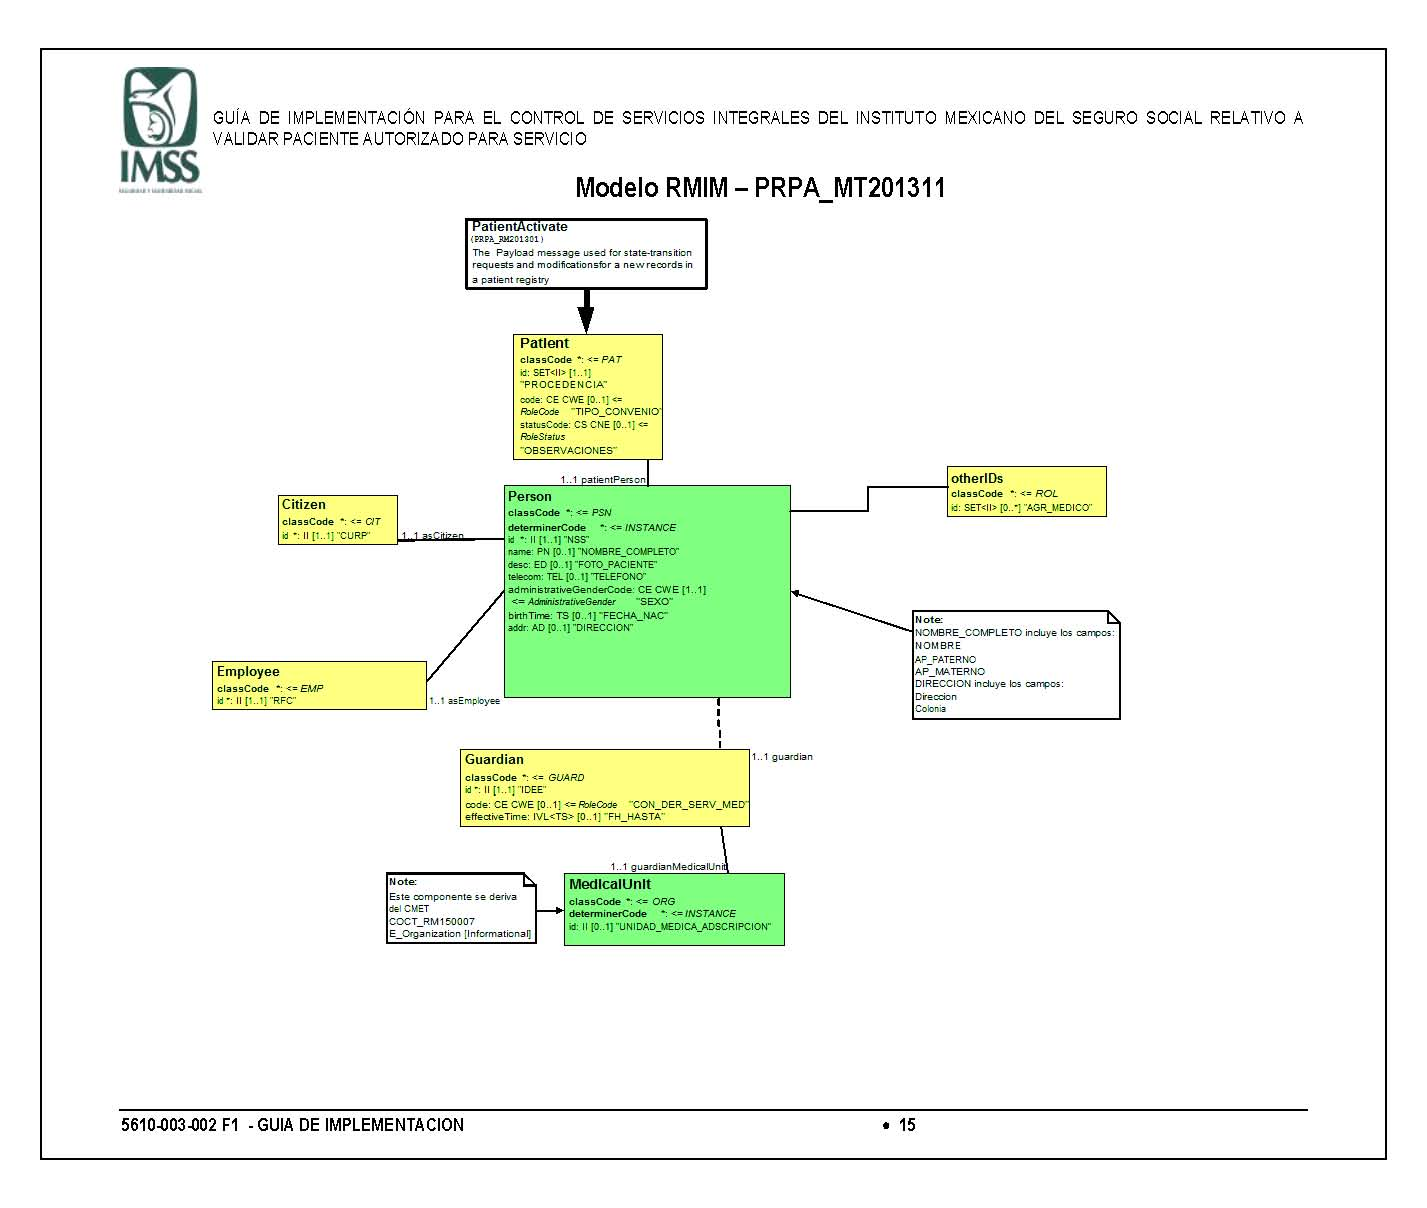 GUÍA DE IMPLEMENTACIÓN PARA EL CONTROL DE SERVICIOS INTEGRALES DEL INSTITUTO MEXICANO DEL SEGURO SOCIAL RELATIVO A
VALIDAR PACIENTE AUTORIZADO PARA SERVICIO
IMSS
SEGURIDAD Y SOLIDARIDAD SOCIAL
Modelo RMIM – PRPA_MT201311
PatientActivate
(PRPA_RM201301)
The Payload message used for state-transition
requests and modificationsfor a new records in
a patient registry
Patient
classCode *: <= PAT
id: SET<II> [1..1]
"PROCEDENCIA"
code: CE CWE [0..1] <=
RoleCode "TIPO_CONVENIO"
statusCode: CS CNE [0..1] <=
RoleStatus
"OBSERVACIONES"
1..1 patientPerson
Person
classCode *: <= PSN
determinerCode *: <= INSTANCE
id *: II [1..1] "NSS"
name: PN [0..1] "NOMBRE_COMPLETO"
desc: ED [0..1] "FOTO_PACIENTE"
telecom: TEL [0..1] "TELEFONO"
administrativeGenderCode: CE CWE [1..1]
<= AdministrativeGender "SEXO"
birthTime: TS [0..1] "FECHA_NAC"
addr: AD [0..1] "DIRECCION"
otherIDs
classCode *: <= ROL
id: SET<II> [0..*] "AGR_MEDICO"
Citizen
classCode *: <= CIT
id *: II [1..1] "CURP"
1..1 asCitizen
Note:
NOMBRE_COMPLETO incluye los campos:
NOMBRE
AP_PATERNO
AP_MATERNO
DIRECCION incluye los campos:
Direccion
Colonia
Employee
classCode *: <= EMP
id *: II [1..1] "RFC"
1..1 asEmployee
Guardian
classCode *: <= GUARD
id *: II [1..1] "IDEE"
code: CE CWE [0..1] <= RoleCode "CON_DER_SERV_MED"
effectiveTime: IVL<TS> [0..1] "FH_HASTA"
1..1 guardian
1..1 guardianMedicalUnit
Note:
Este componente se deriva
del CMET
COCT_RM150007
E_Organization [Informational]
MedicalUnit
classCode *: <= ORG
determinerCode *: <= INSTANCE
id: II [0..1] "UNIDAD_MEDICA_ADSCRIPCION"
5610-003-002 F1 - GUIA DE IMPLEMENTACION
• 15